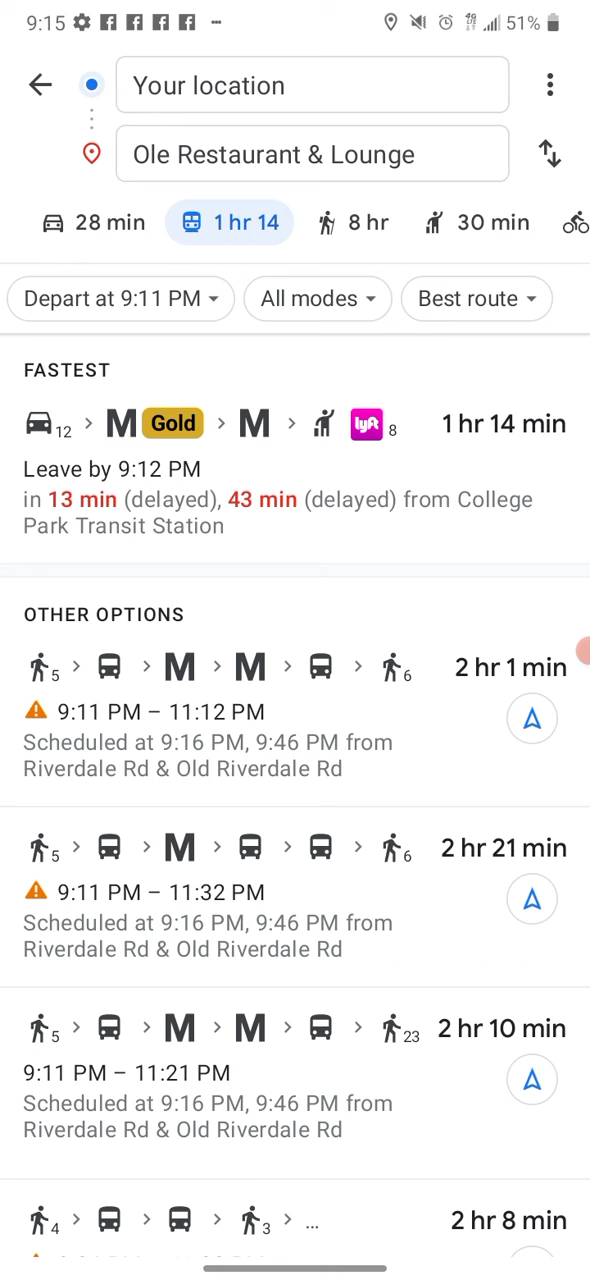 9:15 51%
Your location
Ole Restaurant & Lounge
28 min 1 hr 14 8 hr 30 min
Depart at 9:11 PM All modes Best route
FASTEST
12 M Gold M lyft 8 1 hr 14 min
Leave by 9:12 PM
in 13 min (delayed), 43 min (delayed) from College
Park Transit Station
OTHER OPTIONS
5 M M 6 2 hr 1 min
9:11 PM – 11:12 PM
Scheduled at 9:16 PM, 9:46 PM from
Riverdale Rd & Old Riverdale Rd
5 M 6 2 hr 21 min
9:11 PM – 11:32 PM
Scheduled at 9:16 PM, 9:46 PM from
Riverdale Rd & Old Riverdale Rd
5 M M 23 2 hr 10 min
9:11 PM – 11:21 PM
Scheduled at 9:16 PM, 9:46 PM from
Riverdale Rd & Old Riverdale Rd
4 3 ... 2 hr 8 min